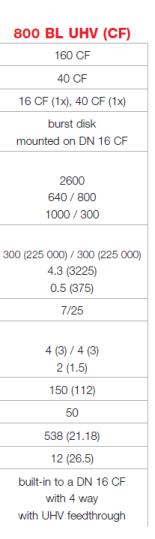 800 BL UHV (CF)
160 CF
40 CF
16 CF (1x), 40 CF (1x)
burst disk
mounted on DN 16 CF
2600
640 / 800
1000 / 300
300 (225 000) / 300 (225 000)
4.3 (3225)
0.5 (375)
7/25
4 (3) / 4 (3)
2 (1.5)
150 (112)
50
538 (21.18)
12 (26.5)
built-in to a DN 16 CF
with 4 way
with UHV feedthrough